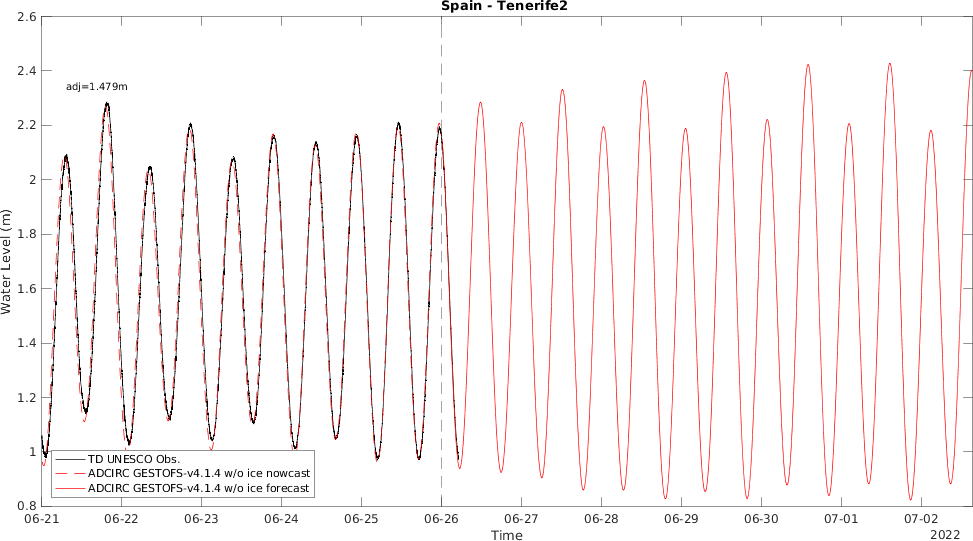 Spain - Tenerife2
2.6
2.4
2.2
2
1.8
1.6
1.4
1.2
1
0.8
Water Level (m)
adj=1.479m
TD UNESCO Obs.
ADCIRC GESTOFS-v4.1.4 w/o ice nowcast
ADCIRC GESTOFS-v4.1.4 w/o ice forecast
06-21 06-22 06-23 06-24 06-25 06-26 06-27 06-28 06-29 06-30 07-01 07-02
Time
2022